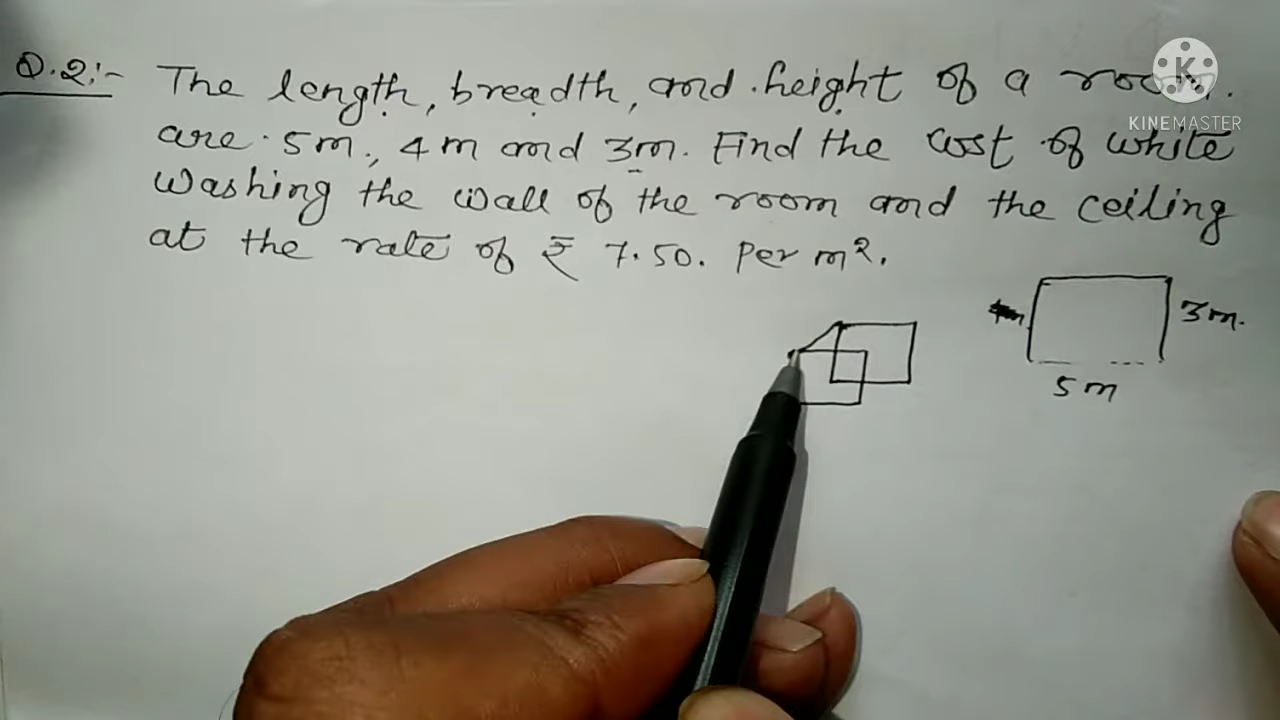 Q.2:- The length, breadth, and height of a room.
are 5m, 4m and 3m. Find the cost of white
washing the wall of the room and the ceiling
at the rate of ₹ 7.50. Per m².
3m.
5m
K
KINEMASTER